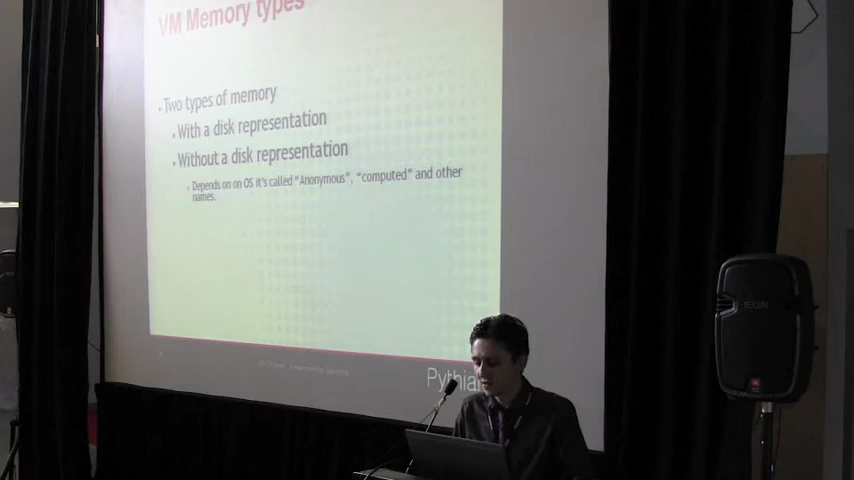 VM Memory types
Two types of memory
With a disk representation
Without a disk representation
Depends on on OS it's called "Anonymous", "computed" and other
names.
Pythian
EON